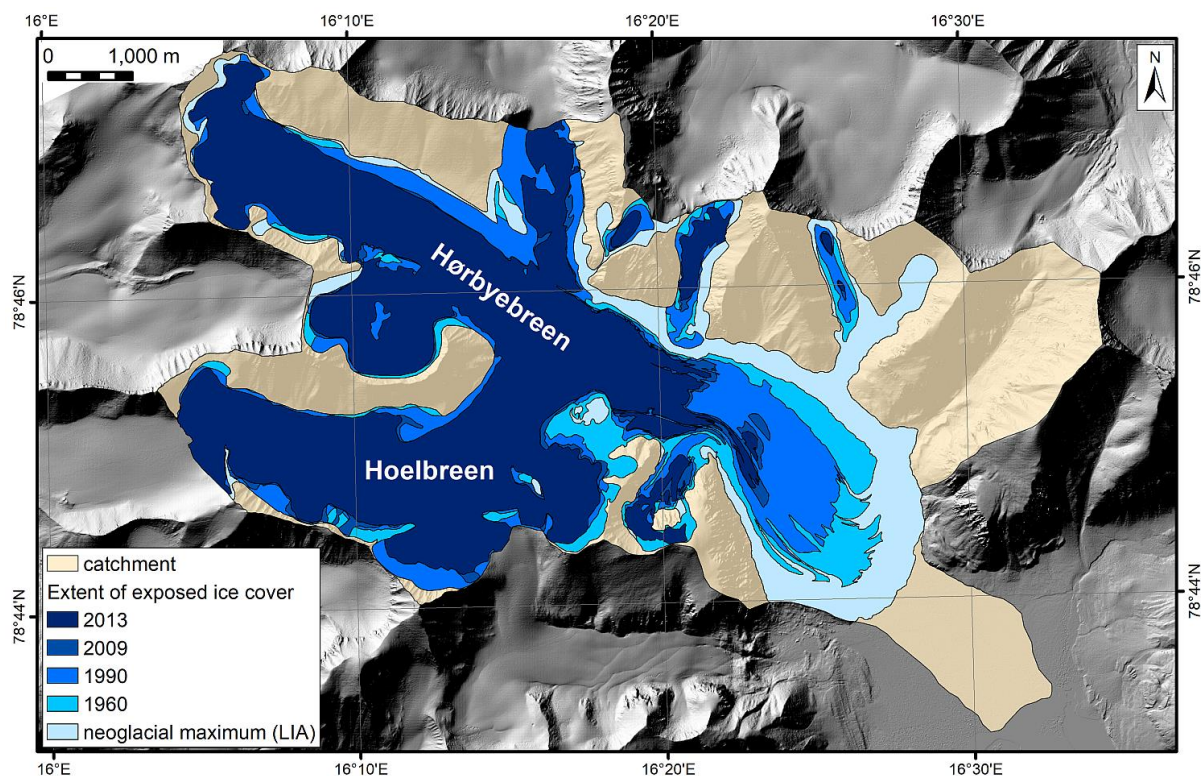 16°E 16°10'E 16°20'E 16°30'E
0 1,000 m
N
78°46'N 78°46'N
Hørbyebreen
Hoelbreen
78°44'N 78°44'N
catchment
Extent of exposed ice cover
2013
2009
1990
1960
neoglacial maximum (LIA)
16°E 16°10'E 16°20'E 16°30'E